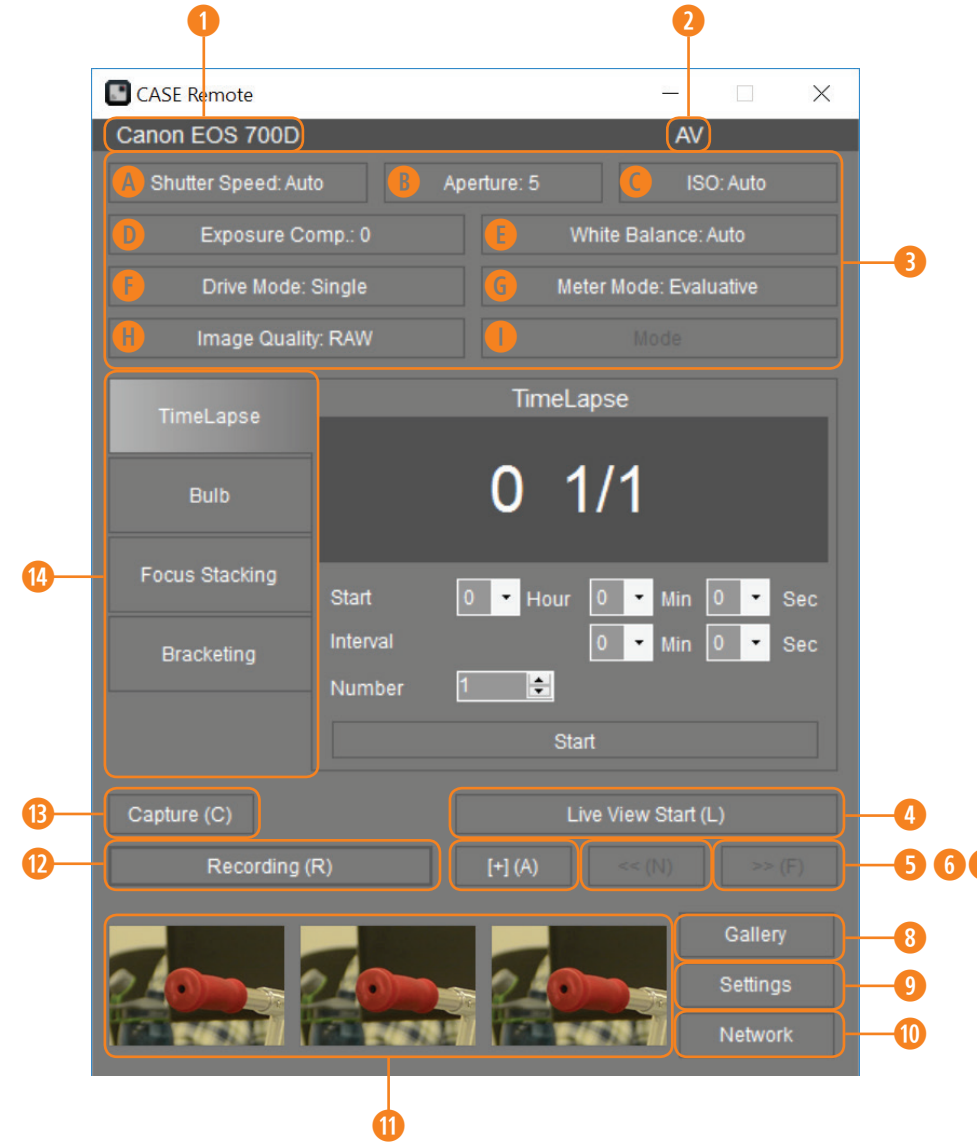 1 2
CASE Remote
Canon EOS 700D AV
A Shutter Speed: Auto B Aperture: 5 C ISO: Auto
D Exposure Comp.: 0 E White Balance: Auto
3
F Drive Mode: Single G Meter Mode: Evaluative
H Image Quality: RAW I Mode
TimeLapse
TimeLapse
0 1/1
Bulb
14
Focus Stacking
Bracketing
Start 0 Hour 0 Min 0 Sec
Interval 0 Min 0 Sec
Number 1
Start
13 Capture (C) Live View Start (L) 4
12 Recording (R) [+] (A) << (N) >> (F) 5 6
Gallery 8
Settings 9
Network 10
11